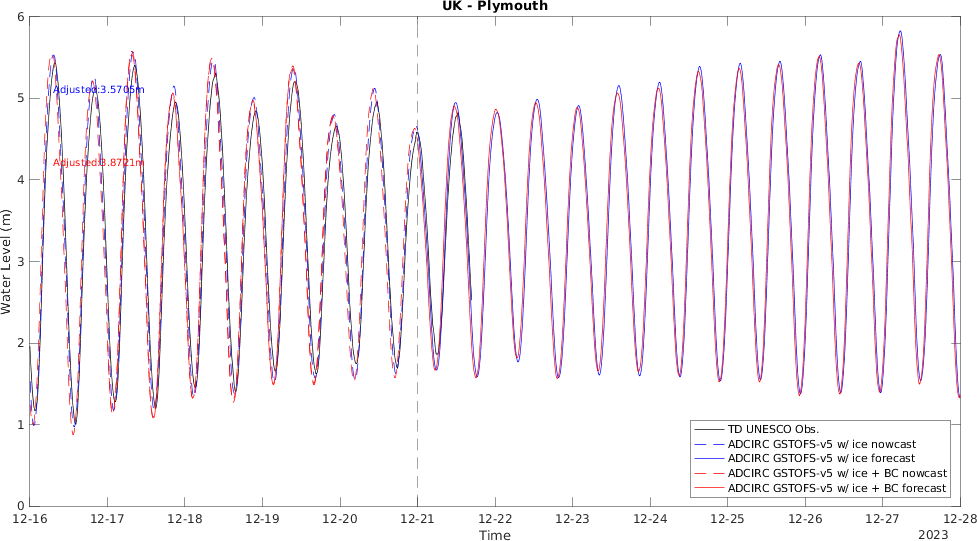 UK - Plymouth
6
5
4
3
2
1
0
Water Level (m)
Adjusted:3.5705m
Adjusted:3.8721m
TD UNESCO Obs.
ADCIRC GSTOFS-v5 w/ ice nowcast
ADCIRC GSTOFS-v5 w/ ice forecast
ADCIRC GSTOFS-v5 w/ ice + BC nowcast
ADCIRC GSTOFS-v5 w/ ice + BC forecast
12-16 12-17 12-18 12-19 12-20 12-21 12-22 12-23 12-24 12-25 12-26 12-27 12-28
Time
2023